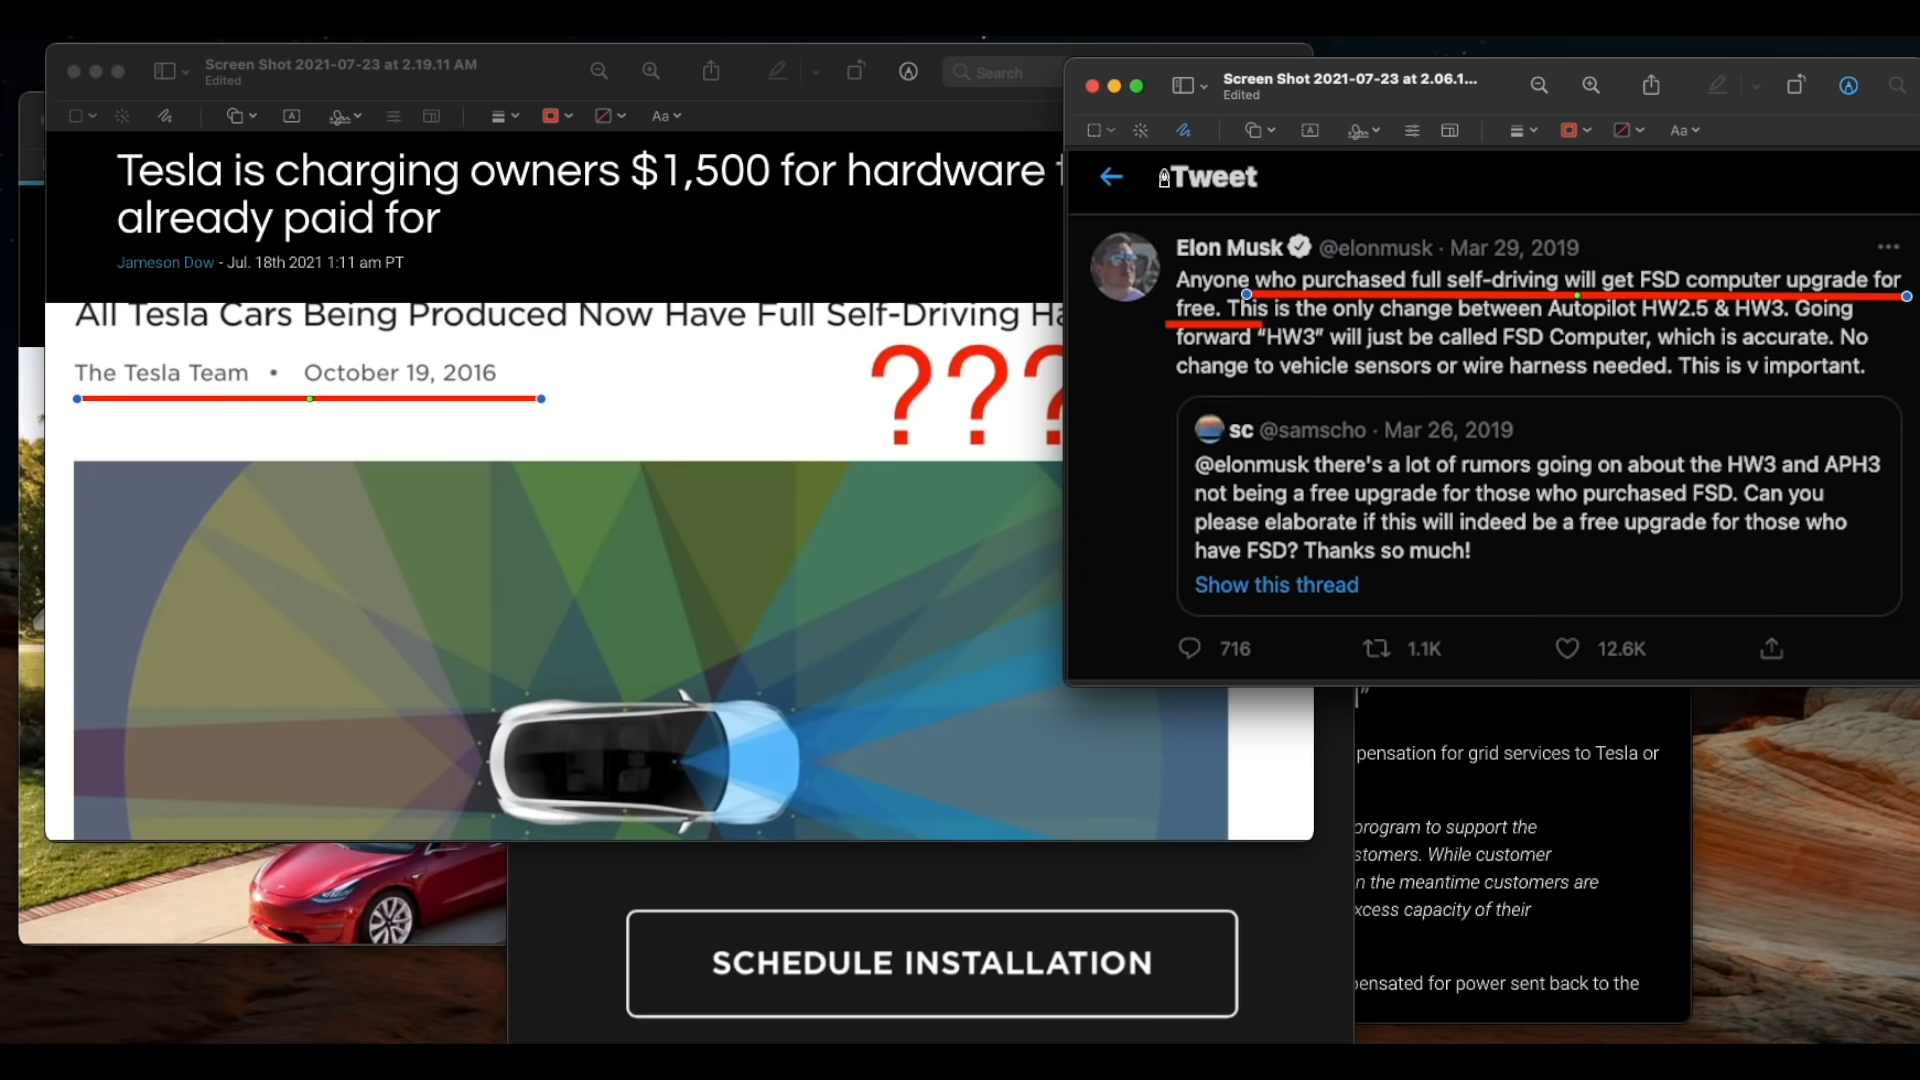 Screen Shot 2021-07-23 at 2.19.11 AM
Edited
Search
Aa
Tesla is charging owners $1,500 for hardware
already paid for
Jameson Dow - Jul. 18th 2021 1:11 am PT
All Tesla Cars Being Produced Now Have Full Self-Driving
The Tesla Team • October 19, 2016
???
Screen Shot 2021-07-23 at 2.06.1...
Edited
Aa
Tweet
Elon Musk @elonmusk · Mar 29, 2019
Anyone who purchased full self-driving will get FSD computer upgrade for
free. This is the only change between Autopilot HW2.5 & HW3. Going
forward “HW3” will just be called FSD Computer, which is accurate. No
change to vehicle sensors or wire harness needed. This is v important.
sc @samscho · Mar 26, 2019
@elonmusk there's a lot of rumors going on about the HW3 and APH3
not being a free upgrade for those who purchased FSD. Can you
please elaborate if this will indeed be a free upgrade for those who
have FSD? Thanks so much!
Show this thread
716 1.1K 12.6K
pensation for grid services to Tesla or
program to support the
stomers. While customer
n the meantime customers are
xcess capacity of their
pensated for power sent back to the
SCHEDULE INSTALLATION